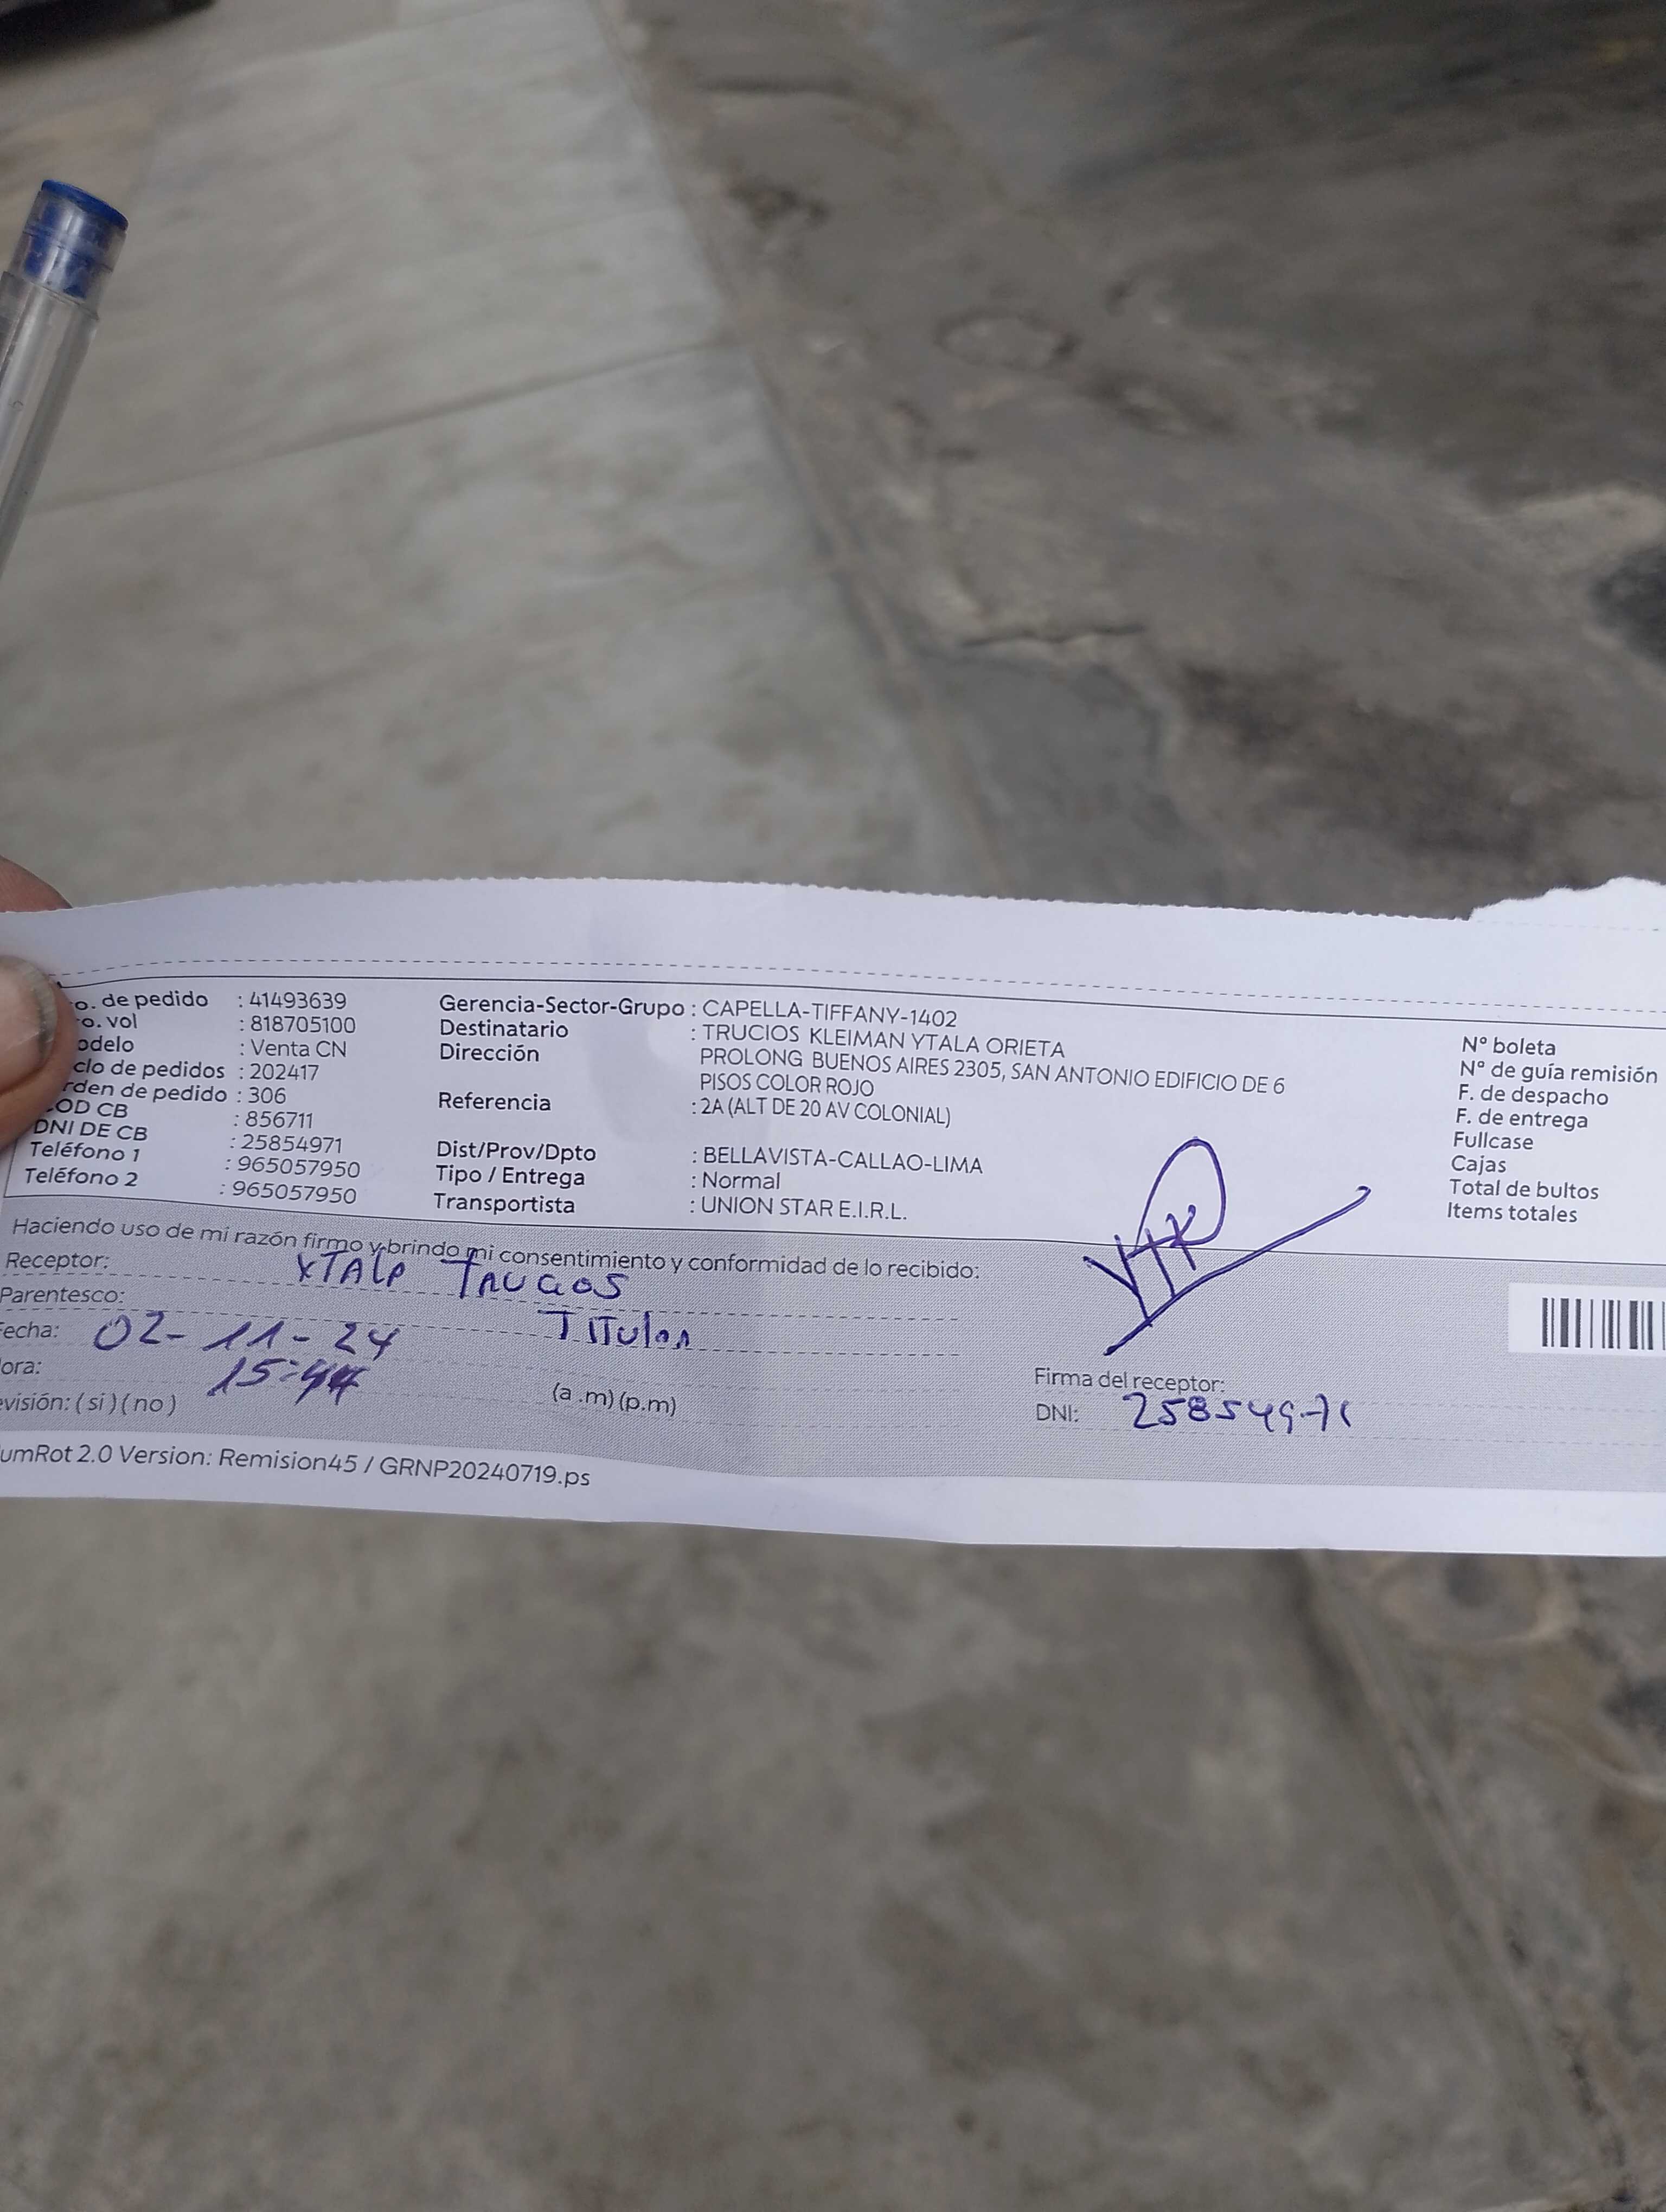 o. de pedido : 41493639
o. vol : 818705100
odelo : Venta CN
clo de pedidos : 202417
rden de pedido : 306
COD CB : 856711
DNI DE CB : 25854971
Teléfono 1 : 965057950
Teléfono 2 : 965057950
Gerencia-Sector-Grupo : CAPELLA-TIFFANY-1402
Destinatario : TRUCIOS KLEIMAN YTALA ORIETA
Dirección PROLONG BUENOS AIRES 2305, SAN ANTONIO EDIFICIO DE 6
PISOS COLOR ROJO
Referencia : 2A (ALT DE 20 AV COLONIAL)
Dist/Prov/Dpto : BELLAVISTA-CALLAO-LIMA
Tipo / Entrega : Normal
Transportista : UNION STAR E.I.R.L.
N° boleta
N° de guía remisión
F. de despacho
F. de entrega
Fullcase
Cajas
Total de bultos
Items totales
Haciendo uso de mi razón firmo y brindo mi consentimiento y conformidad de lo recibido:
Receptor: YTALA TRUCIOS
Parentesco: TITULAR
Fecha: 02-11-24
ora: 15:44 (a .m) (p.m)
evisión: ( si ) ( no )
Firma del receptor:
DNI: 25854971
umRot 2.0 Version: Remision45 / GRNP20240719.ps